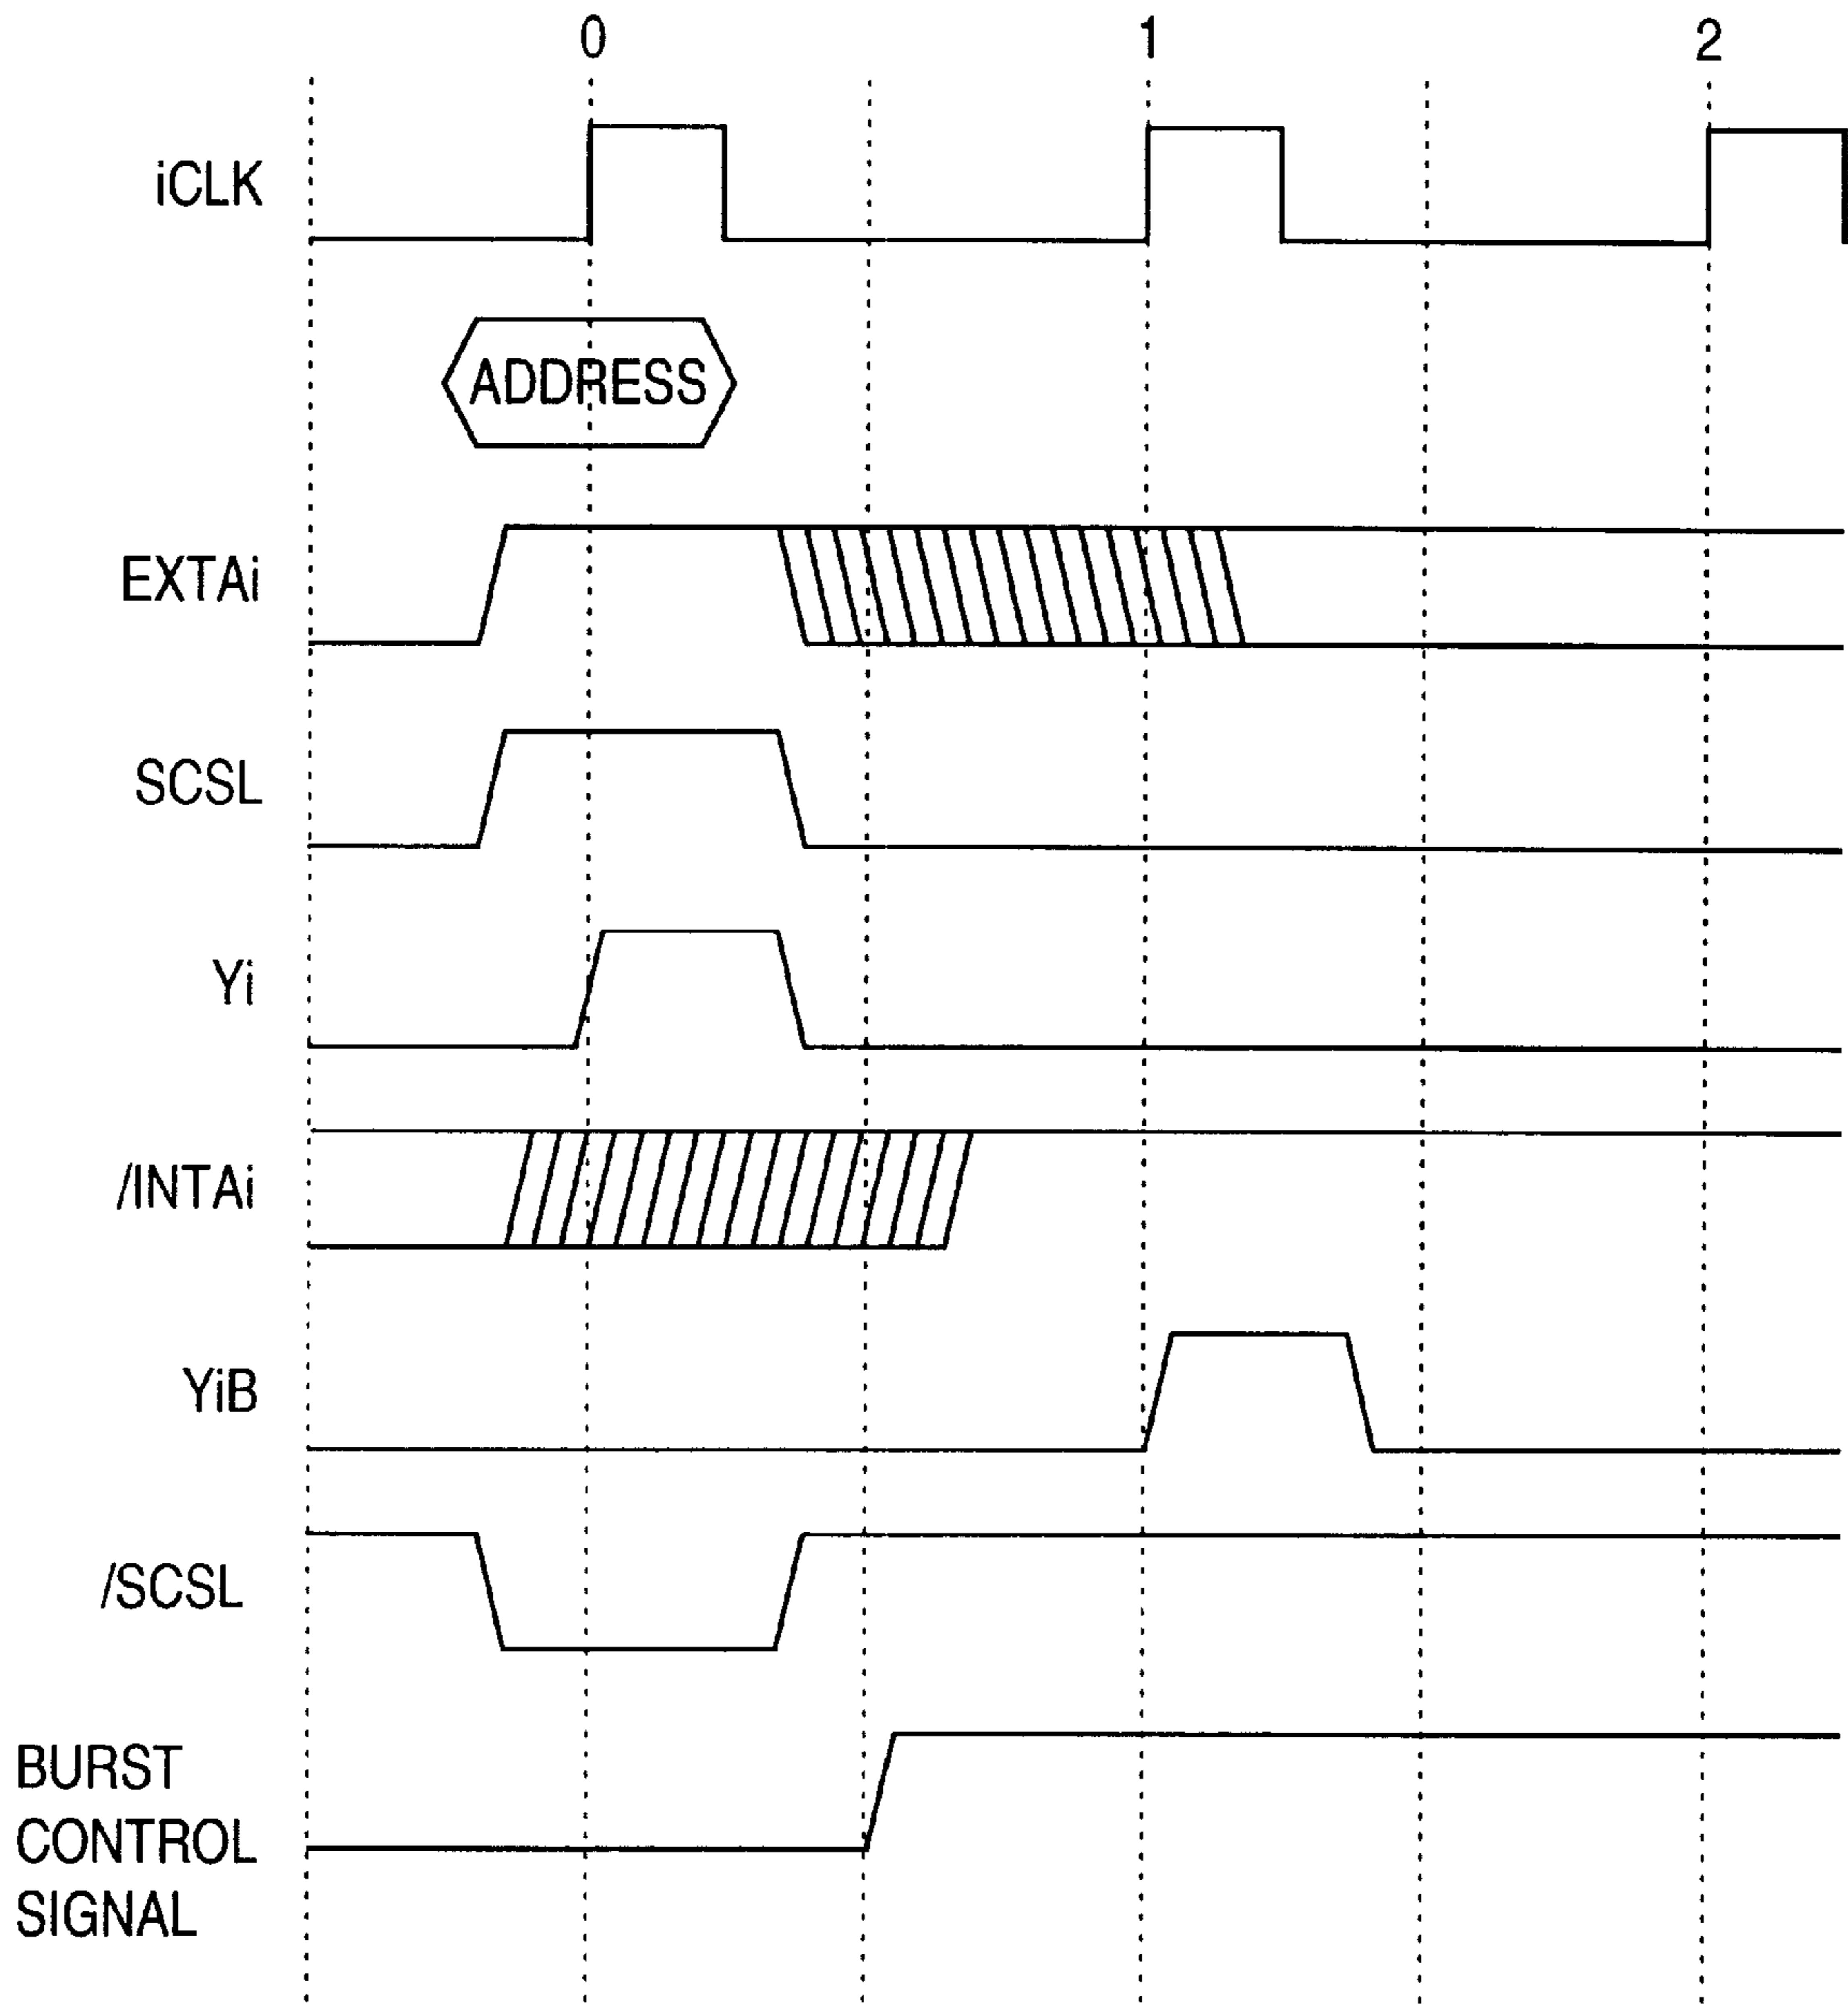 0 1 2
iCLK
ADDRESS
EXTAi
SCSL
Yi
/INTAi
YiB
/SCSL
BURST
CONTROL
SIGNAL